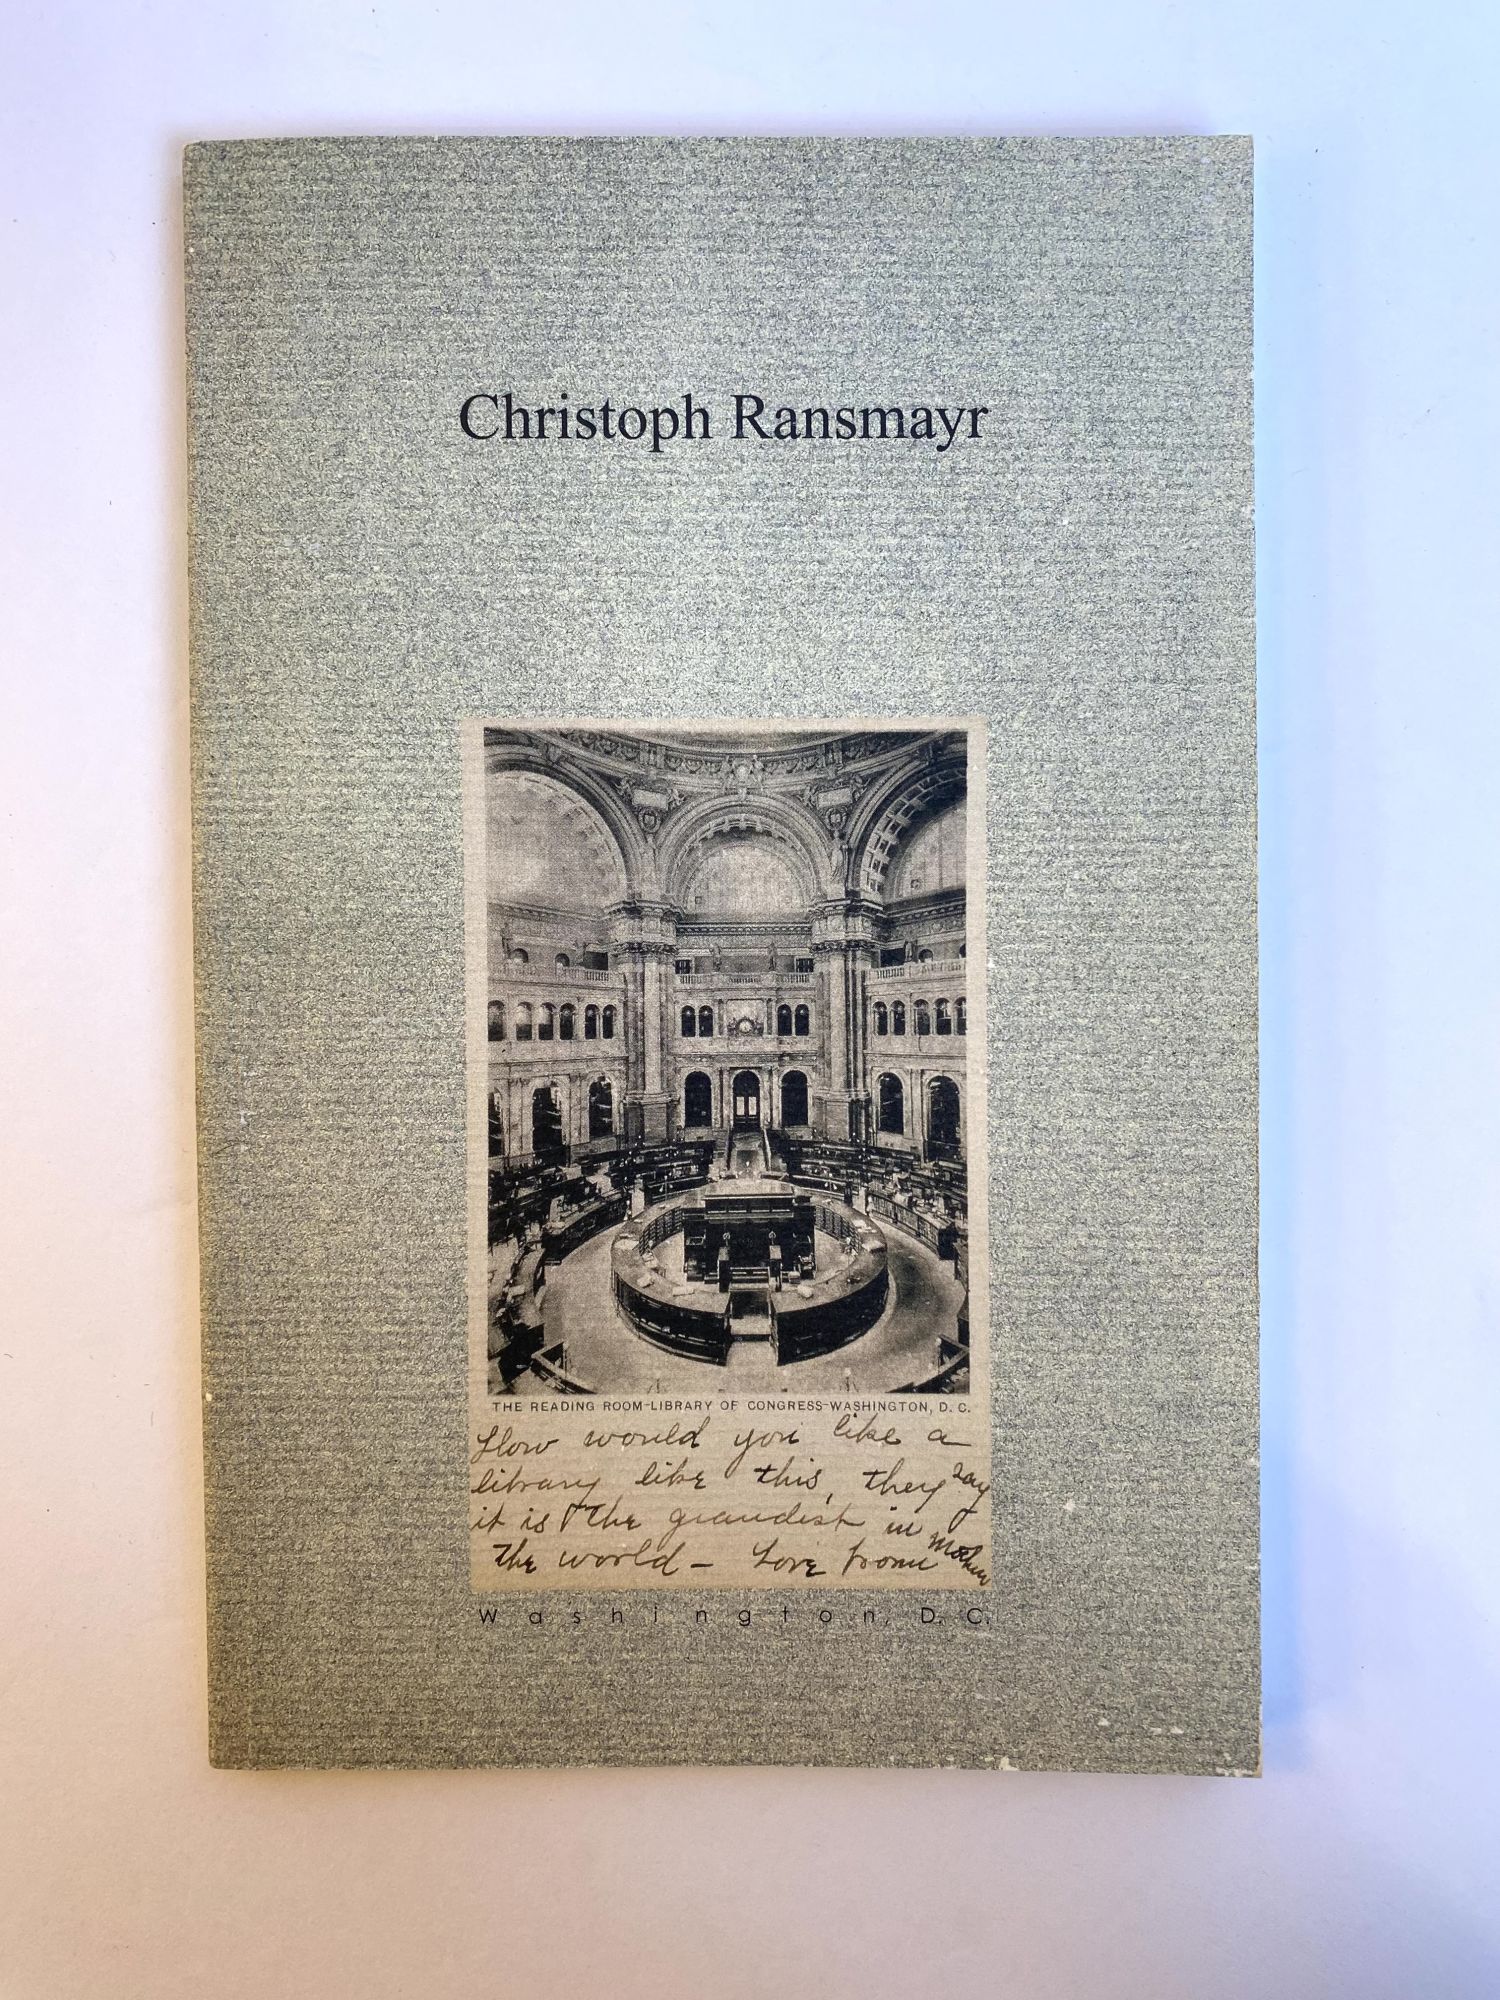 Christoph Ransmayr
THE READING ROOM-LIBRARY OF CONGRESS-WASHINGTON, D. C.
How would you like a
library like this, they say
it is the grandest in
the world - Love from Mother
Washington, D.C.